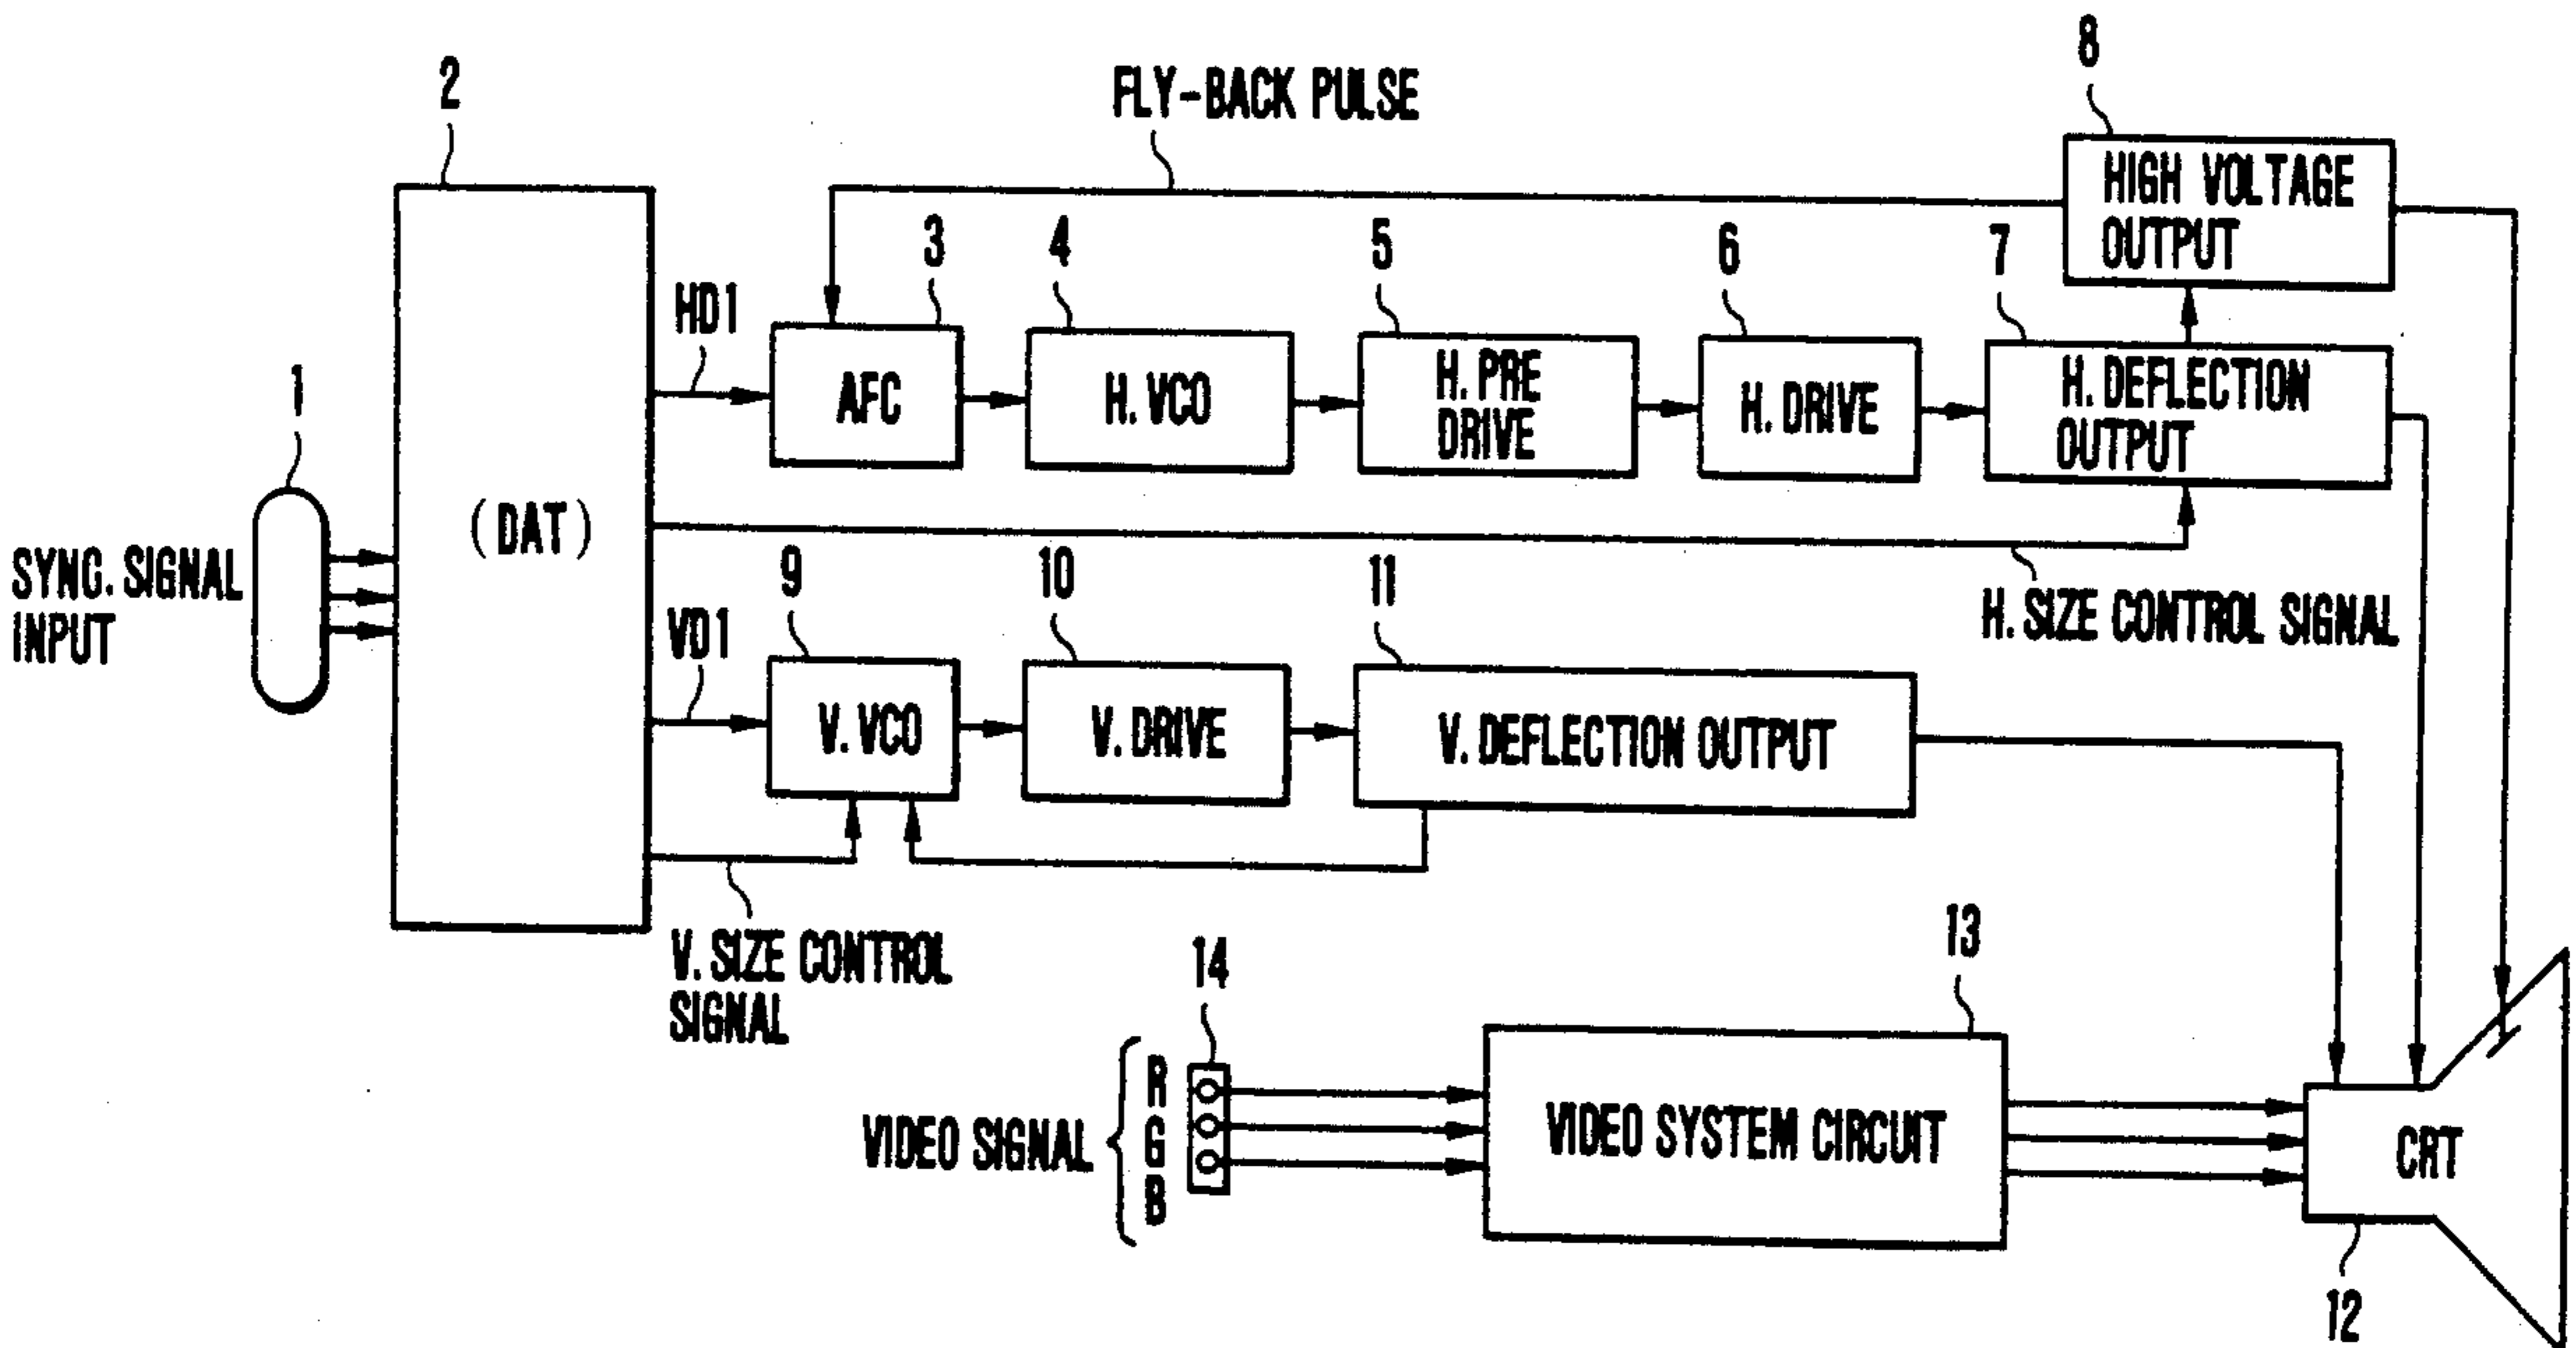 8
2
FLY-BACK PULSE
HIGH VOLTAGE
OUTPUT
3
4
5
6
7
HD1
1
AFC
H. VCO
H. PRE
DRIVE
H. DRIVE
H. DEFLECTION
OUTPUT
(DAT)
SYNC. SIGNAL
INPUT
9
10
11
H. SIZE CONTROL SIGNAL
VD1
V. VCO
V. DRIVE
V. DEFLECTION OUTPUT
V. SIZE CONTROL
SIGNAL
14
13
VIDEO SIGNAL
R
G
B
VIDEO SYSTEM CIRCUIT
CRT
12